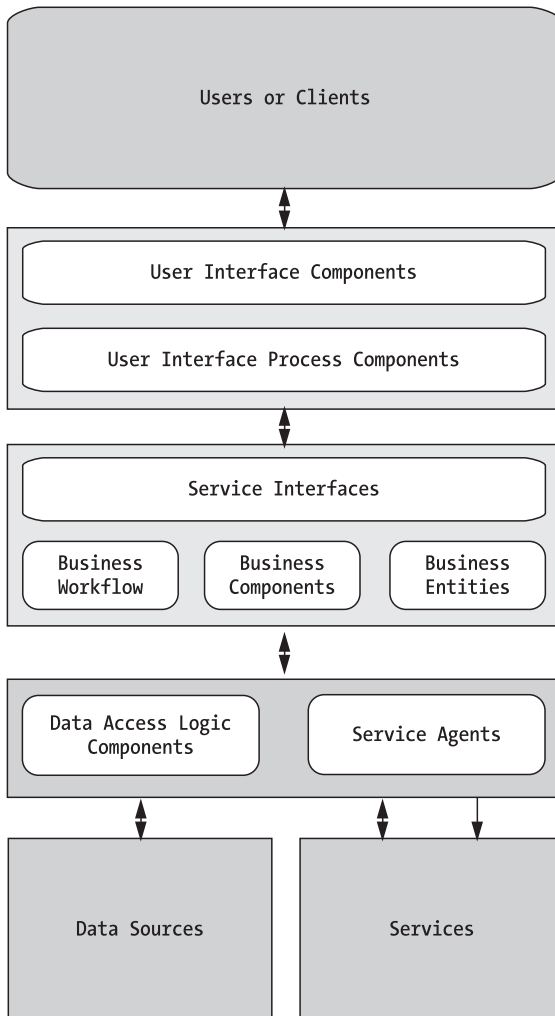 Users or Clients
User Interface Components
User Interface Process Components
Service Interfaces
Business
Workflow
Business
Components
Business
Entities
Data Access Logic
Components
Service Agents
Data Sources
Services